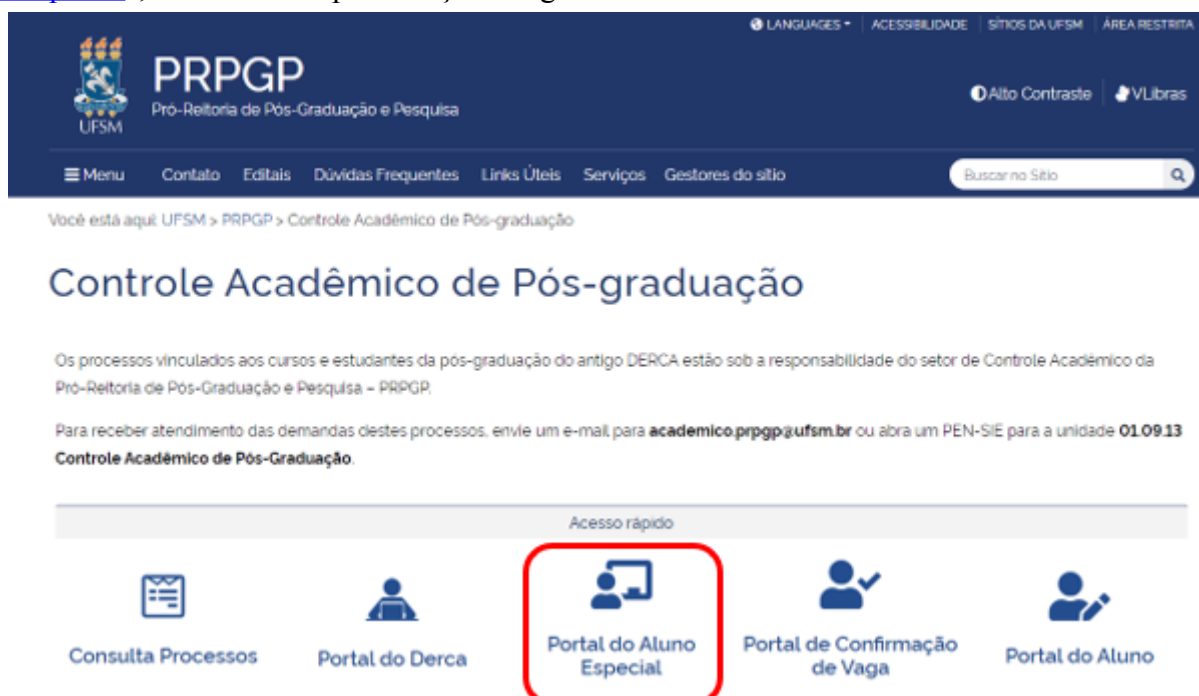 LANGUAGES ACESSIBILIDADE SÍTIOS DA UFSM ÁREA RESTRITA
PRPGP
Pró-Reitoria de Pós-Graduação e Pesquisa
UFSM
Alto Contraste VLibras
Menu Contato Editais Dúvidas Frequentes Links Úteis Serviços Gestores do sítio Buscar no Sítio
Você está aqui: UFSM > PRPGP > Controle Acadêmico de Pós-graduação
Controle Acadêmico de Pós-graduação
Os processos vinculados aos cursos e estudantes da pós-graduação do antigo DERCA estão sob a responsabilidade do setor de Controle Acadêmico da
Pró-Reitoria de Pós-Graduação e Pesquisa – PRPGP.
Para receber atendimento das demandas destes processos, envie um e-mail para academico.prpgp@ufsm.br ou abra um PEN-SIE para a unidade 01.09.13
Controle Acadêmico de Pós-Graduação.
Acesso rápido
Consulta Processos
Portal do Derca
Portal do Aluno
Especial
Portal de Confirmação
de Vaga
Portal do Aluno